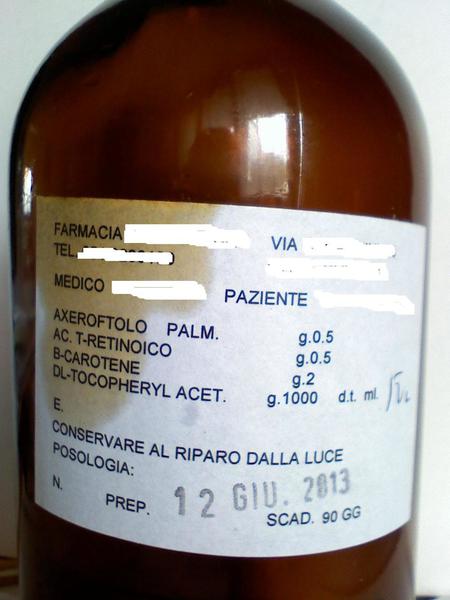 FARMACIA VIA
TEL.
MEDICO PAZIENTE
AXEROFTOLO PALM. g.0.5
AC. T-RETINOICO g.0.5
B-CAROTENE g.2
DL-TOCOPHERYL ACET. g.1000 d.t. ml.
E.
CONSERVARE AL RIPARO DALLA LUCE
POSOLOGIA:
N. PREP. 12 GIU. 2013
SCAD. 90 GG